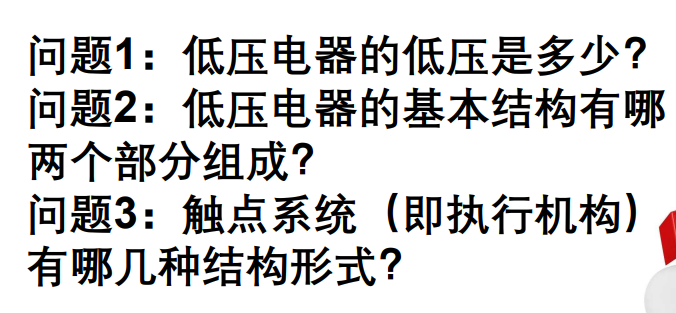 问题1：低压电器的低压是多少？
问题2：低压电器的基本结构有哪
两个部分组成？
问题3：触点系统（即执行机构）
有哪几种结构形式？